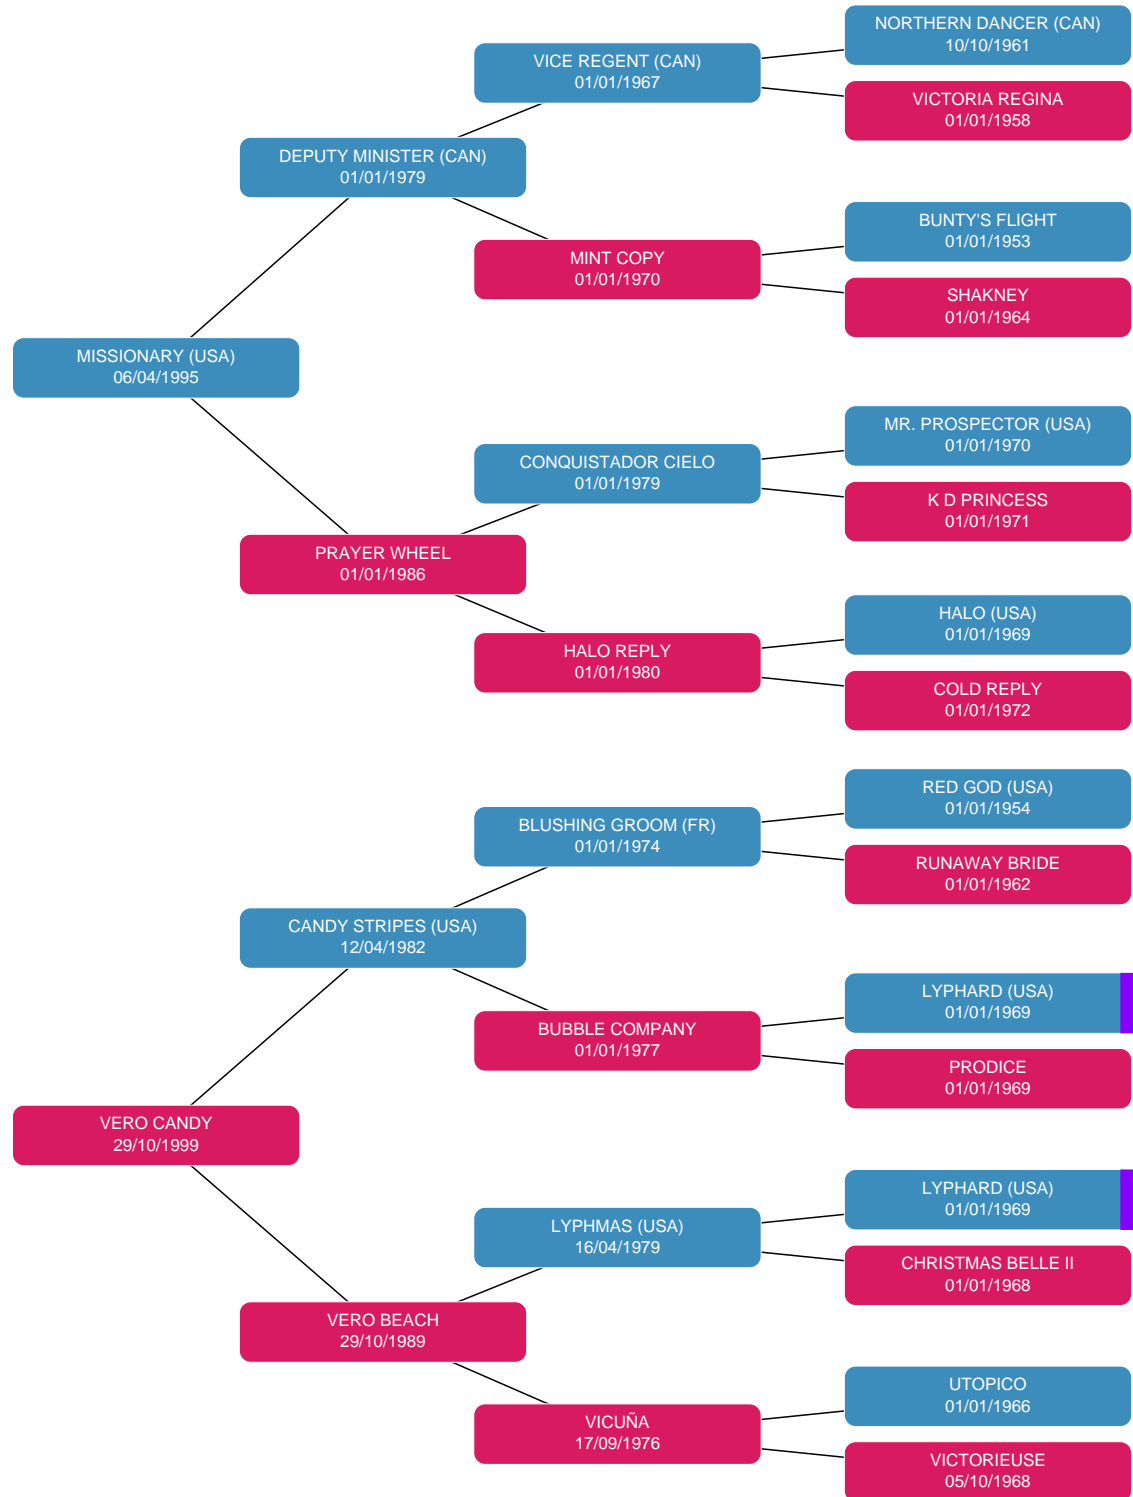 NORTHERN DANCER (CAN)
10/10/1961
VICE REGENT (CAN)
01/01/1967
VICTORIA REGINA
01/01/1958
DEPUTY MINISTER (CAN)
01/01/1979
BUNTY'S FLIGHT
01/01/1953
MINT COPY
01/01/1970
SHAKNEY
01/01/1964
MISSIONARY (USA)
06/04/1995
MR. PROSPECTOR (USA)
01/01/1970
CONQUISTADOR CIELO
01/01/1979
K D PRINCESS
01/01/1971
PRAYER WHEEL
01/01/1986
HALO (USA)
01/01/1969
HALO REPLY
01/01/1980
COLD REPLY
01/01/1972
RED GOD (USA)
01/01/1954
BLUSHING GROOM (FR)
01/01/1974
RUNAWAY BRIDE
01/01/1962
CANDY STRIPES (USA)
12/04/1982
LYPHARD (USA)
01/01/1969
BUBBLE COMPANY
01/01/1977
PRODICE
01/01/1969
VERO CANDY
29/10/1999
LYPHARD (USA)
01/01/1969
LYPHMAS (USA)
16/04/1979
CHRISTMAS BELLE II
01/01/1968
VERO BEACH
29/10/1989
UTOPICO
01/01/1966
VICUÑA
17/09/1976
VICTORIEUSE
05/10/1968